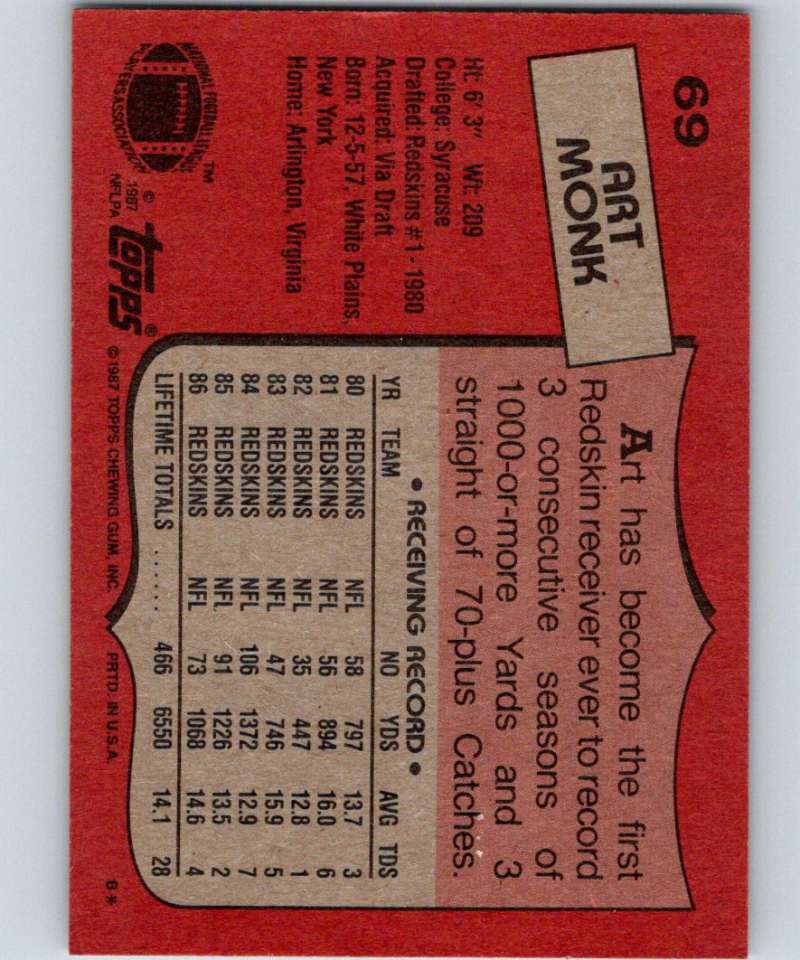 69
ART
MONK
Ht: 6' 3" Wt: 209
College: Syracuse
Drafted: Redskins #1 - 1980
Acquired: Via Draft
Born: 12-5-57, White Plains,
New York
Home: Arlington, Virginia
NATIONAL FOOTBALL LEAGUE
PLAYERS ASSOCIATION
™
© 1987
NFLPA
topps®
©1987 TOPPS CHEWING GUM, INC. PRTD. IN U.S.A. 8*
Art has become the first
Redskin receiver ever to record
3 consecutive seasons of
1000-or-more Yards and 3
straight of 70-plus Catches.
• RECEIVING RECORD •
YR TEAM NO YDS AVG TDS
80 REDSKINS NFL 58 797 13.7 3
81 REDSKINS NFL 56 894 16.0 6
82 REDSKINS NFL 35 447 12.8 1
83 REDSKINS NFL 47 746 15.9 5
84 REDSKINS NFL 106 1372 12.9 7
85 REDSKINS NFL 91 1226 13.5 2
86 REDSKINS NFL 73 1068 14.6 4
LIFETIME TOTALS ...... 466 6550 14.1 28